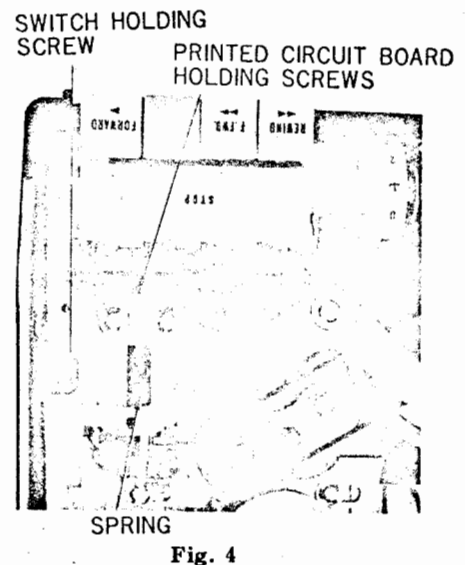 SWITCH HOLDING
SCREW
PRINTED CIRCUIT BOARD
HOLDING SCREWS
FORWARD
F.FWD.
REWIND
STOP
SPRING
Fig. 4